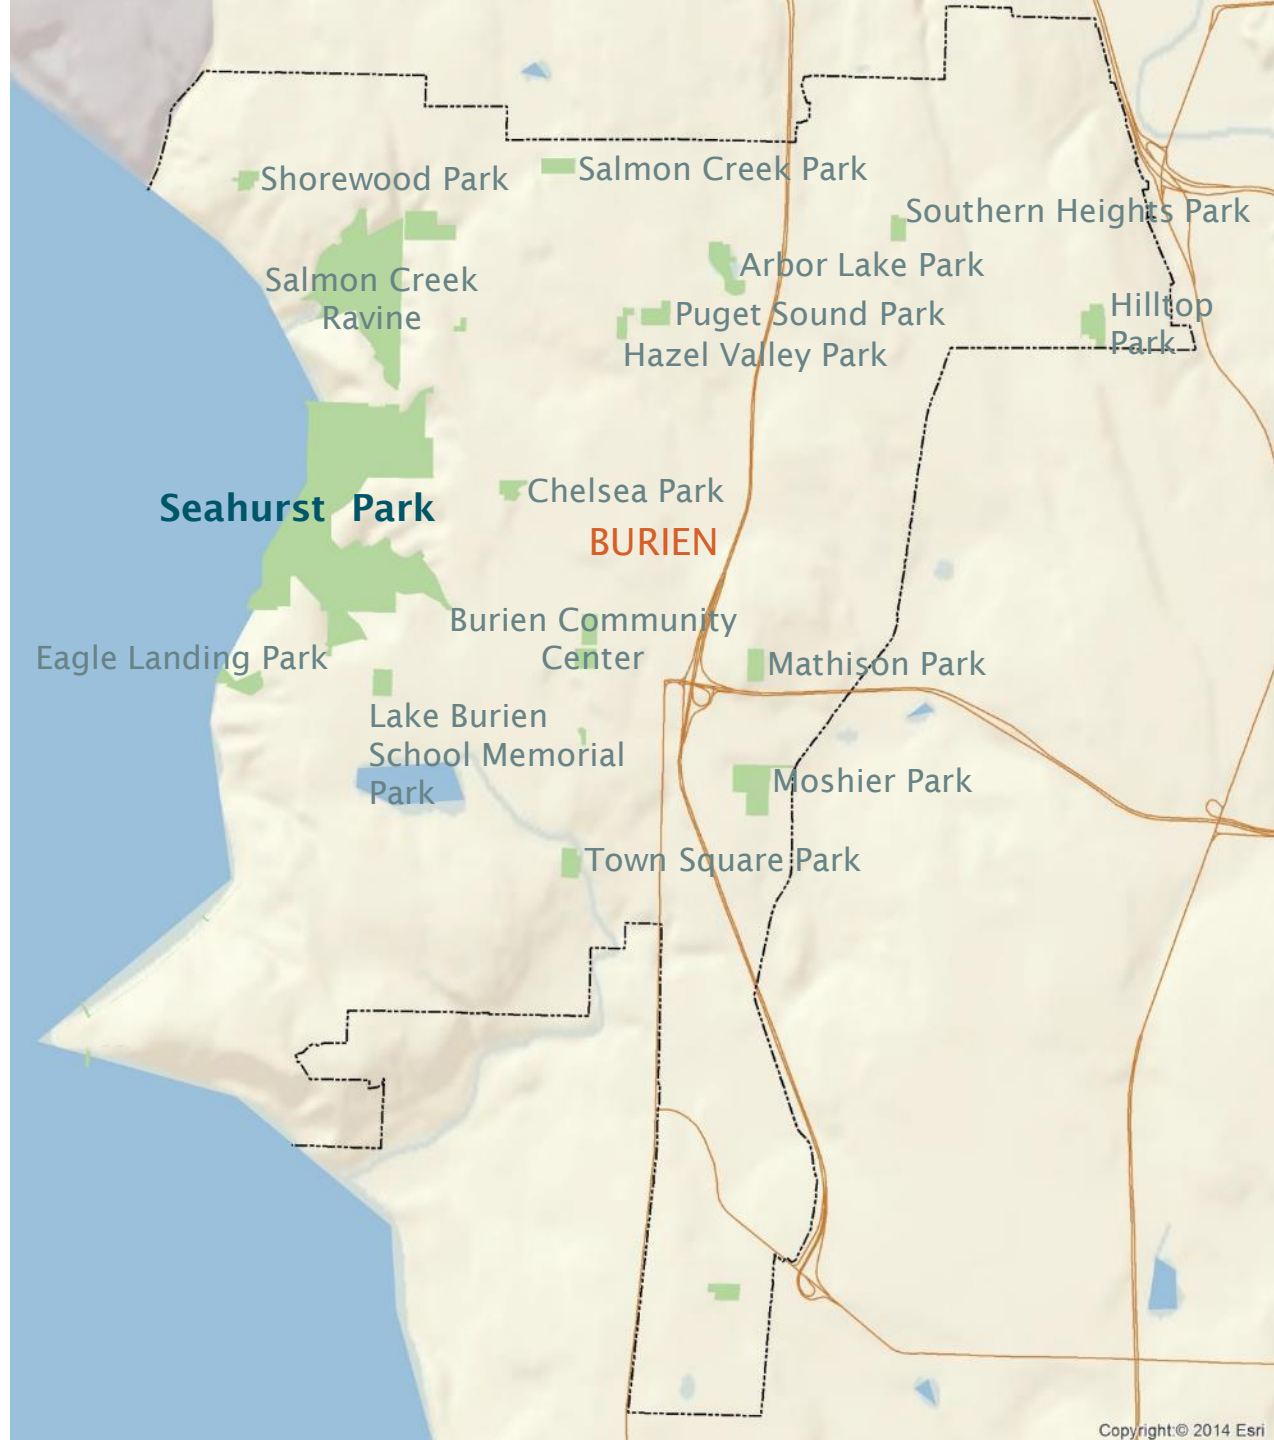 Salmon Creek Park
Shorewood Park
Southern Heights Park
Arbor Lake Park
Salmon Creek
Ravine
Puget Sound Park
Hilltop
Park
Hazel Valley Park
Chelsea Park
Seahurst Park
BURIEN
Burien Community
Center
Eagle Landing Park
Mathison Park
Lake Burien
School Memorial
Park
Moshier Park
Town Square Park
Copyright:© 2014 Esri